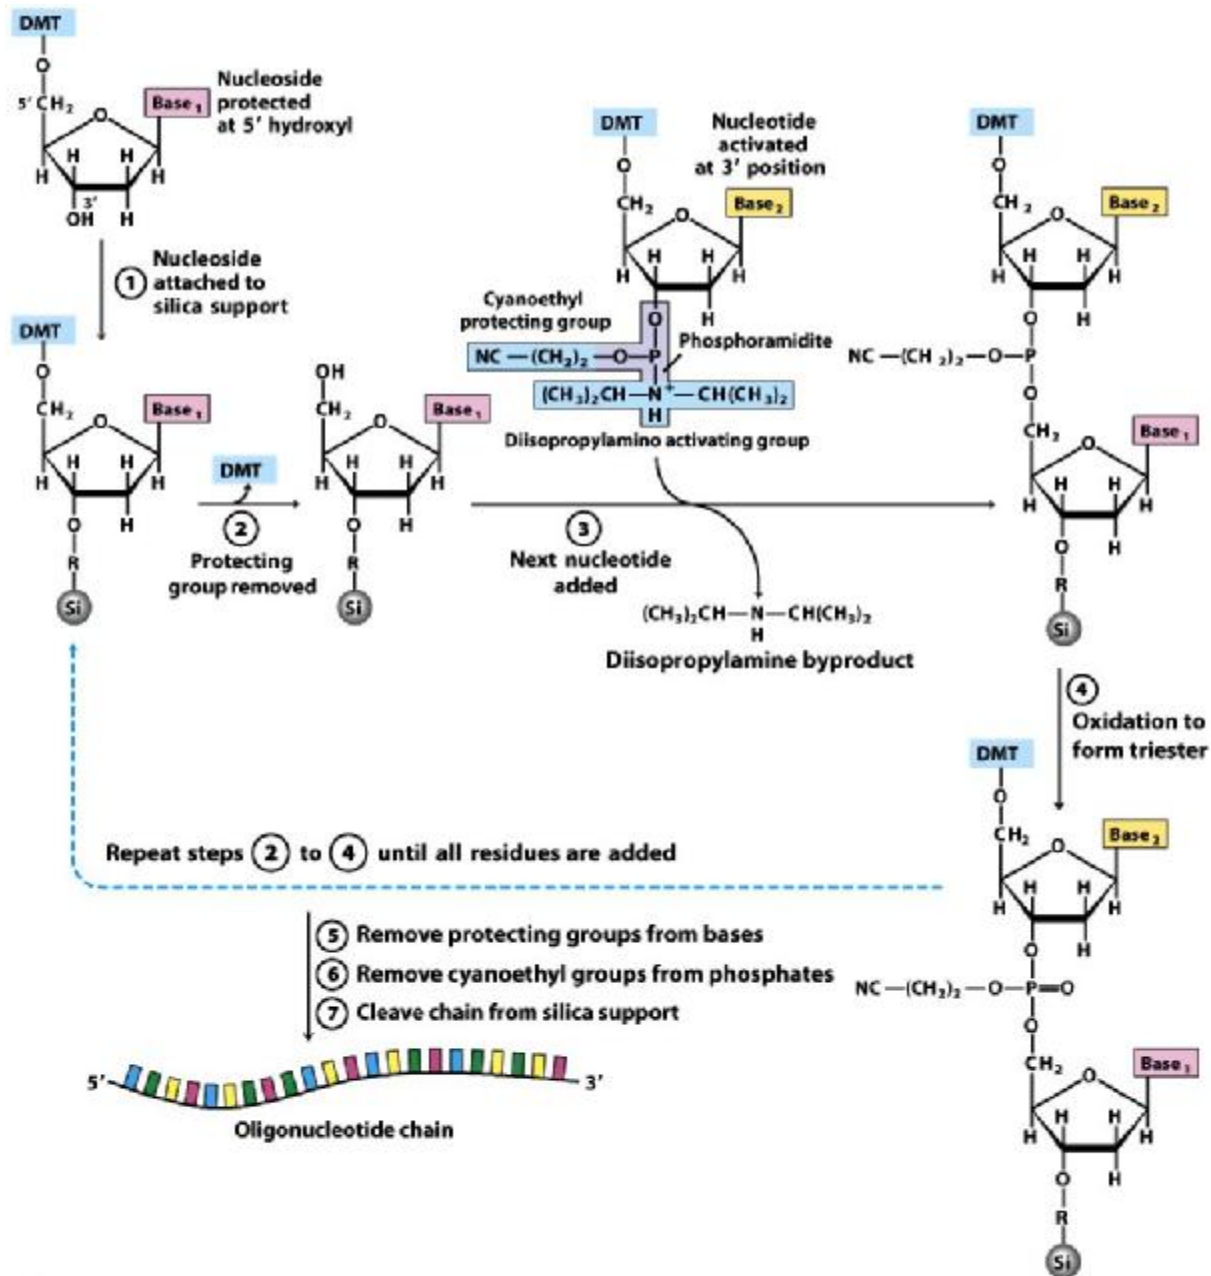 DMT
O
5′ CH₂
O
Base₁
Nucleoside
protected
at 5′ hydroxyl
H
H
H
H
3′
OH
H
① Nucleoside
attached to
silica support
DMT
O
CH₂
O
Base₁
H
H
H
H
O
H
R
Si
DMT
②
Protecting
group removed
OH
CH₂
O
Base₁
H
H
H
H
O
H
R
Si
DMT
Nucleotide
activated
at 3′ position
O
CH₂
O
Base₂
H
H
H
H
O
H
Cyanoethyl
protecting group
Phosphoramidite
NC—(CH₂)₂—O—P
(CH₃)₂CH—N⁺—CH(CH₃)₂
H
Diisopropylamino activating group
③
Next nucleotide
added
(CH₃)₂CH—N—CH(CH₃)₂
H
Diisopropylamine byproduct
DMT
O
CH₂
O
Base₂
H
H
H
H
O
H
NC—(CH₂)₂—O—P
O
CH₂
O
Base₁
H
H
H
H
O
H
R
Si
④
Oxidation to
form triester
DMT
O
CH₂
O
Base₂
H
H
H
H
O
H
NC—(CH₂)₂—O—P=O
O
CH₂
O
Base₁
H
H
H
H
O
H
R
Si
Repeat steps ② to ④ until all residues are added
⑤ Remove protecting groups from bases
⑥ Remove cyanoethyl groups from phosphates
⑦ Cleave chain from silica support
5′
3′
Oligonucleotide chain